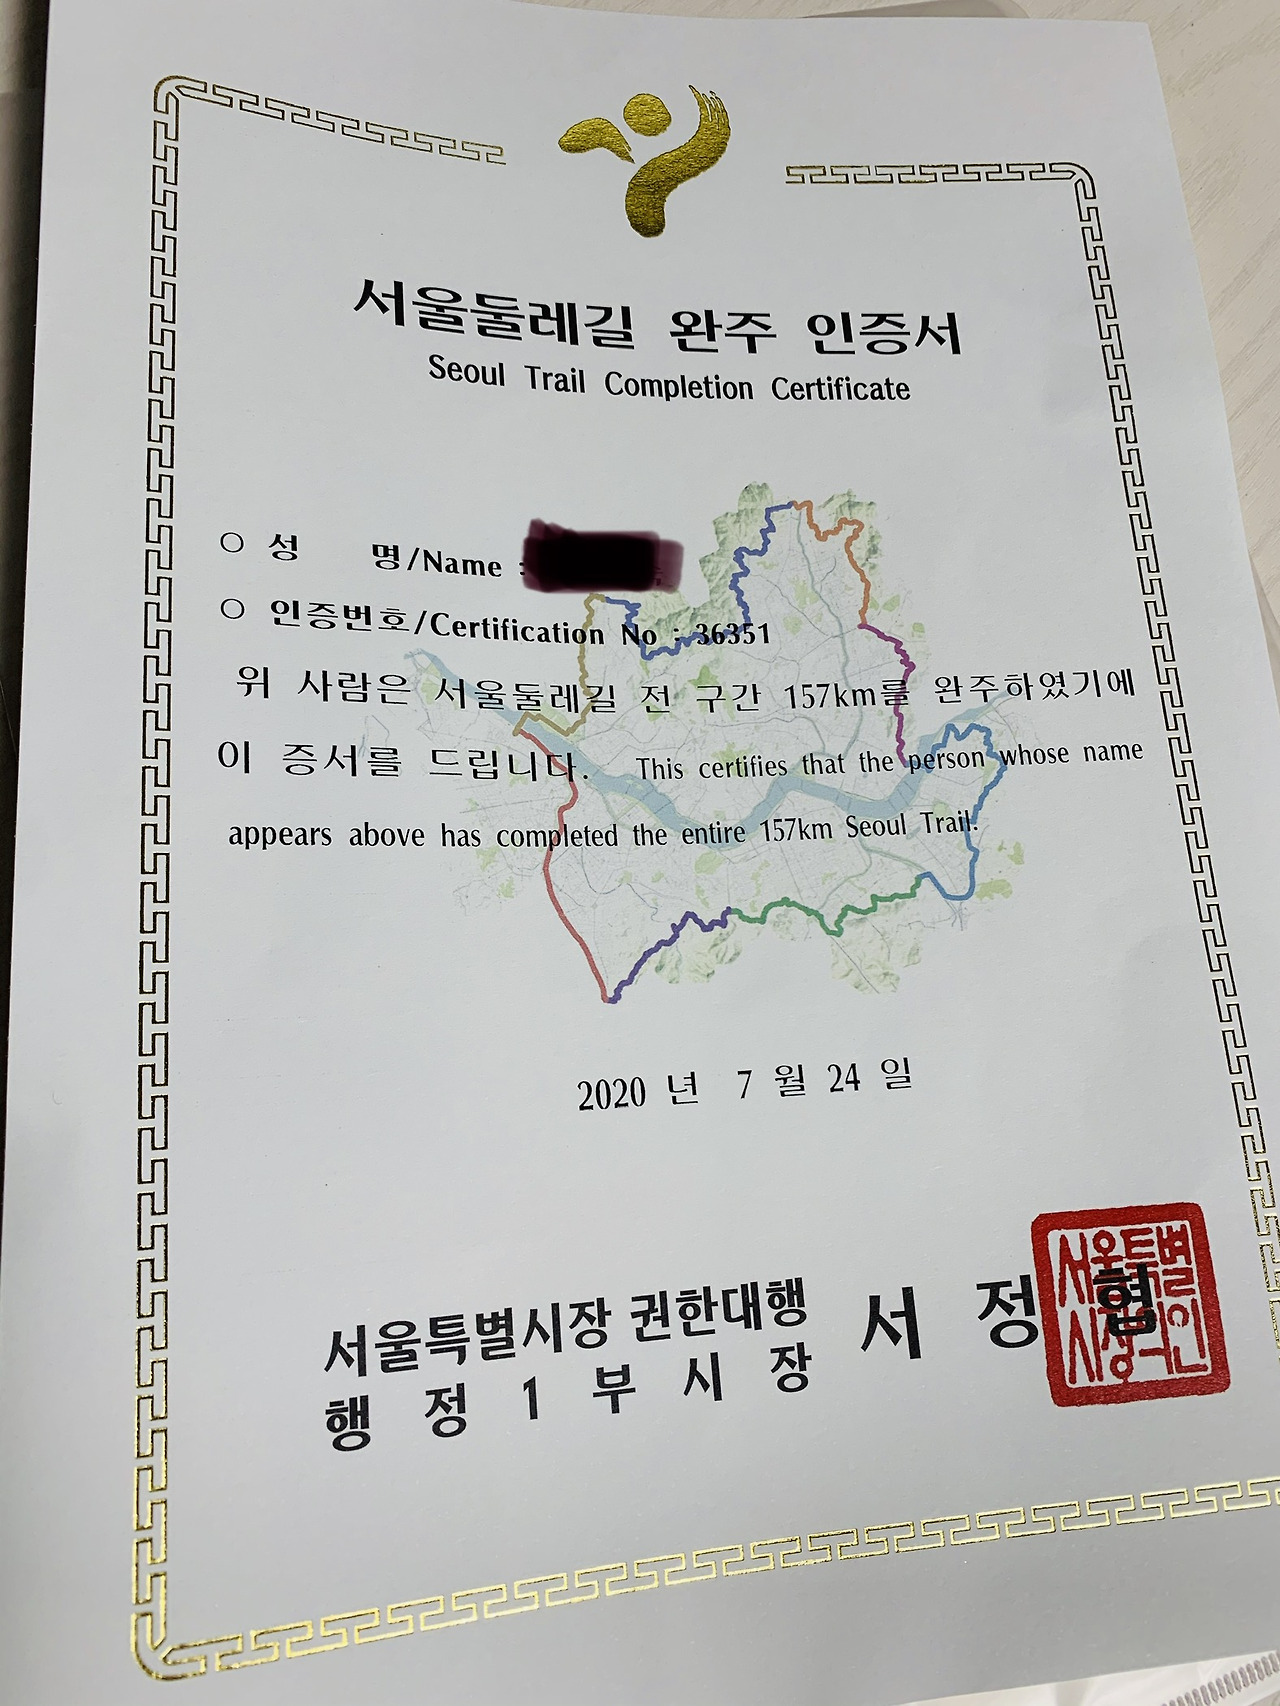 서울둘레길 완주 인증서
Seoul Trail Completion Certificate
○ 성 명/Name :
○ 인증번호/Certification No : 36351
위 사람은 서울둘레길 전 구간 157km를 완주하였기에
이 증서를 드립니다. This certifies that the person whose name
appears above has completed the entire 157km Seoul Trail.
2020 년 7 월 24 일
서울특별시장 권한대행
행 정 1 부 시 장
서 정 협
서울특별
시장의인